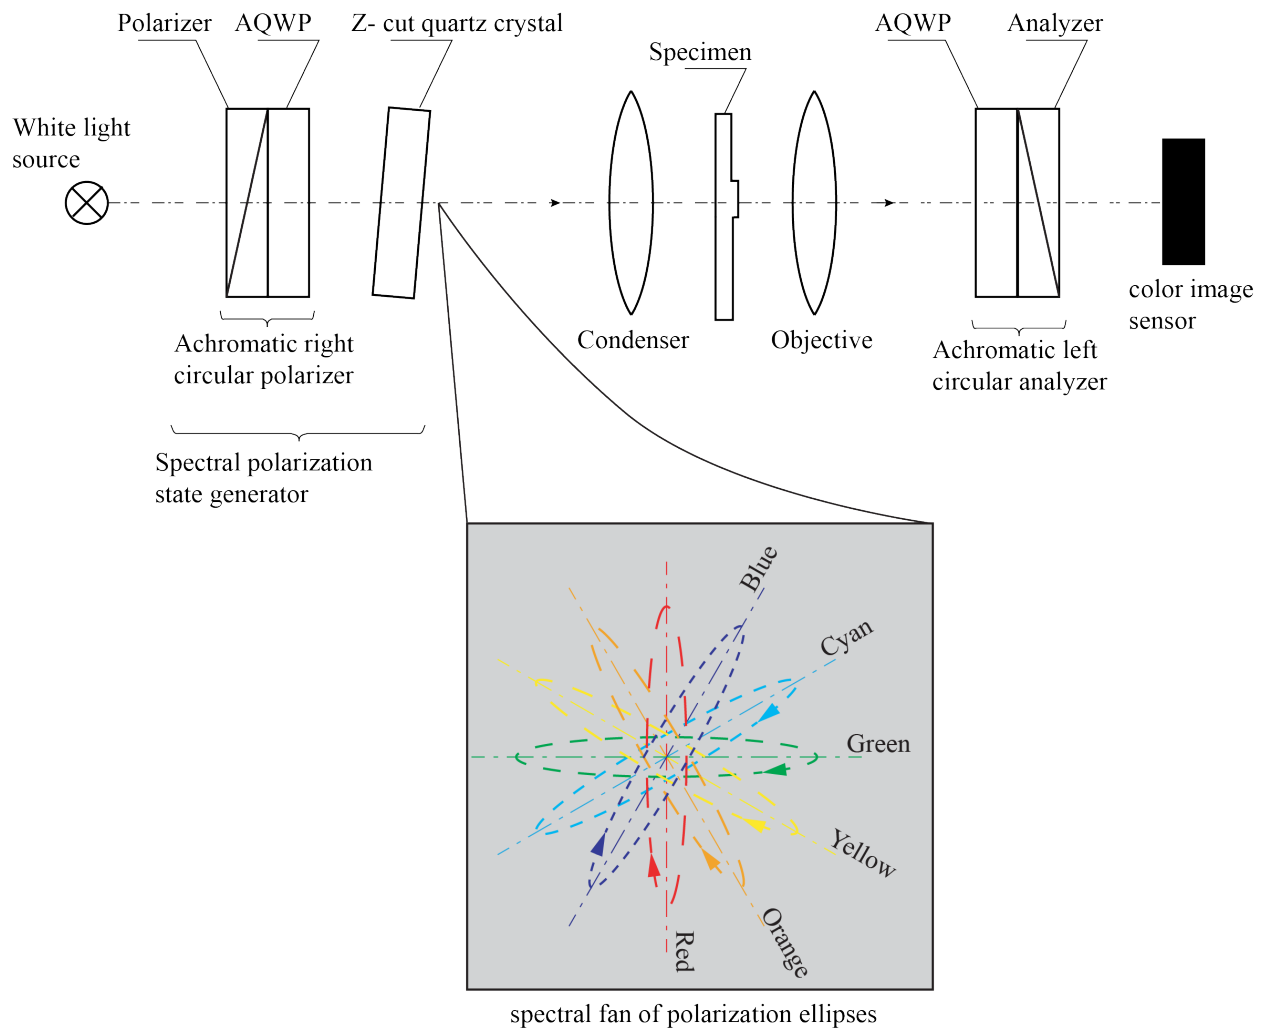 Polarizer
AQWP
Z- cut quartz crystal
Specimen
AQWP
Analyzer
White light
source
Condenser
Objective
color image
sensor
Achromatic right
circular polarizer
Achromatic left
circular analyzer
Spectral polarization
state generator
Blue
Cyan
Green
Yellow
Orange
Red
spectral fan of polarization ellipses